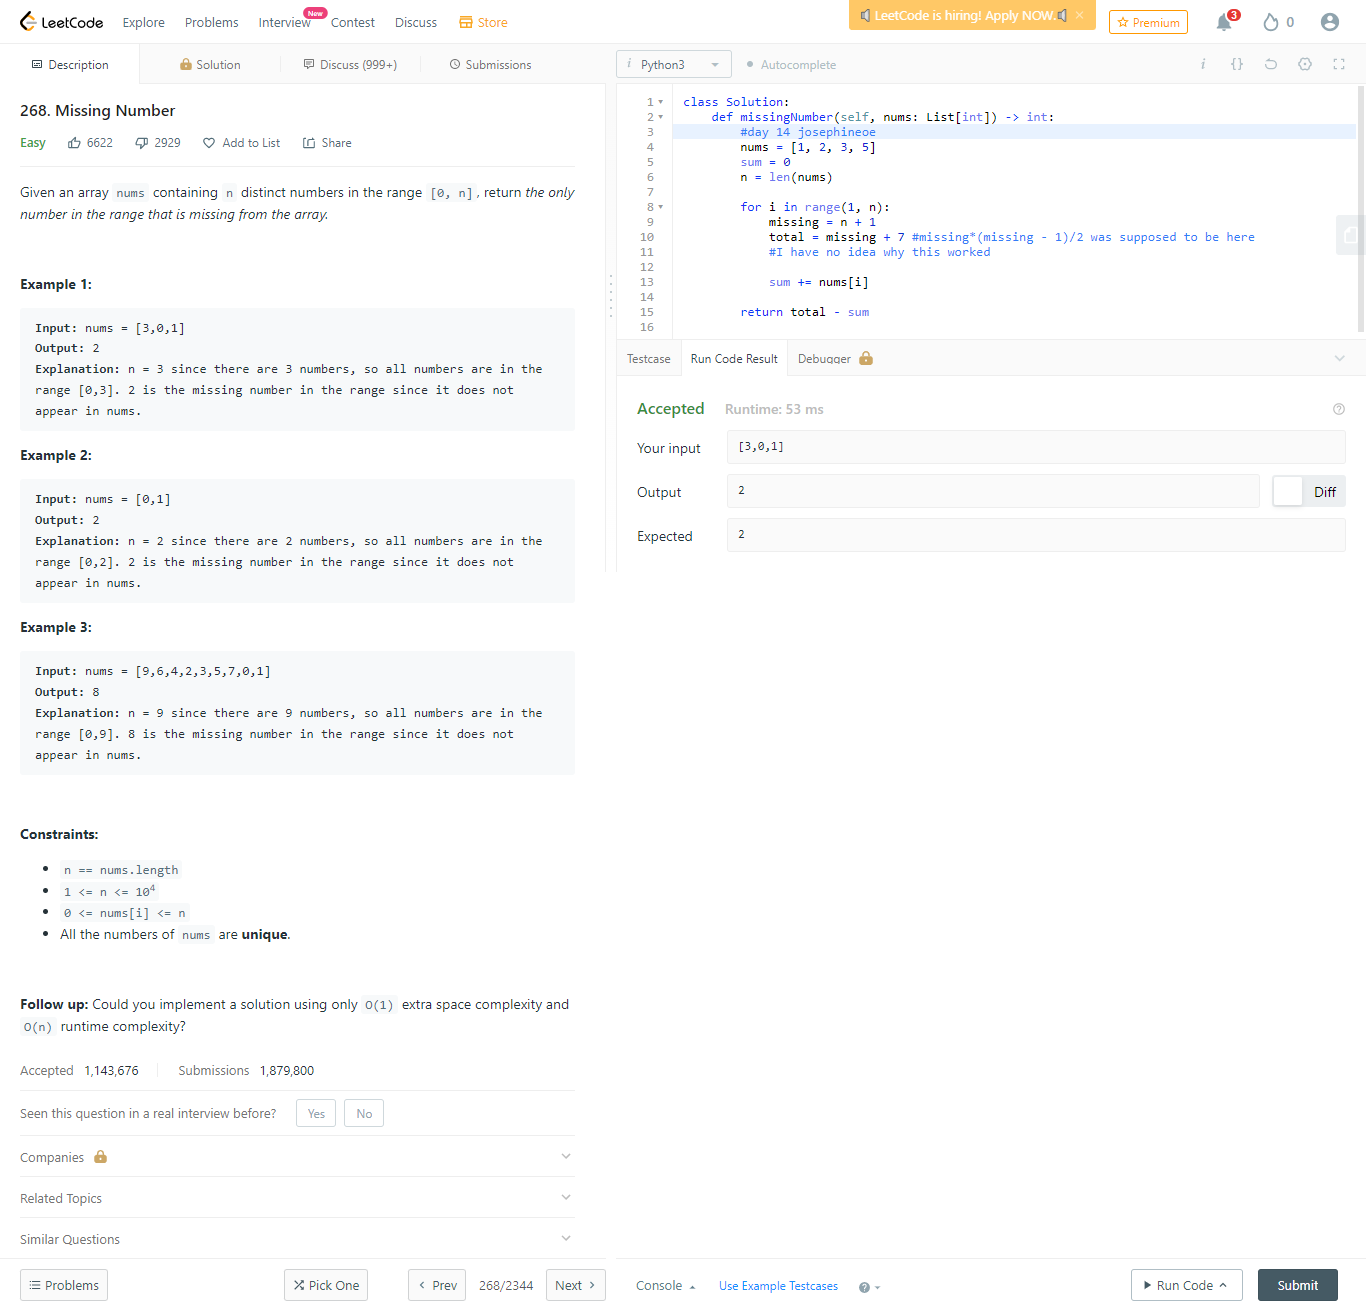 LeetCode Explore Problems Interview New Contest Discuss Store LeetCode is hiring! Apply NOW. × Premium 3 0
Description Solution Discuss (999+) Submissions
i Python3 Autocomplete i {}
268. Missing Number
Easy 6622 2929 Add to List Share
Given an array nums containing n distinct numbers in the range [0, n], return the only
number in the range that is missing from the array.
Example 1:
Input: nums = [3,0,1]
Output: 2
Explanation: n = 3 since there are 3 numbers, so all numbers are in the
range [0,3]. 2 is the missing number in the range since it does not
appear in nums.
Example 2:
Input: nums = [0,1]
Output: 2
Explanation: n = 2 since there are 2 numbers, so all numbers are in the
range [0,2]. 2 is the missing number in the range since it does not
appear in nums.
Example 3:
Input: nums = [9,6,4,2,3,5,7,0,1]
Output: 8
Explanation: n = 9 since there are 9 numbers, so all numbers are in the
range [0,9]. 8 is the missing number in the range since it does not
appear in nums.
Constraints:
n == nums.length
1 <= n <= 10⁴
0 <= nums[i] <= n
All the numbers of nums are unique.
Follow up: Could you implement a solution using only O(1) extra space complexity and
O(n) runtime complexity?
Accepted 1,143,676 Submissions 1,879,800
Seen this question in a real interview before? Yes No
Companies
Related Topics
Similar Questions
Problems Pick One < Prev 268/2344 Next >
1 class Solution:
2 def missingNumber(self, nums: List[int]) -> int:
3 #day 14 josephineoe
4 nums = [1, 2, 3, 5]
5 sum = 0
6 n = len(nums)
7
8 for i in range(1, n):
9 missing = n + 1
10 total = missing + 7 #missing*(missing - 1)/2 was supposed to be here
11 #I have no idea why this worked
12
13 sum += nums[i]
14
15 return total - sum
16
Testcase Run Code Result Debugger
Accepted Runtime: 53 ms ?
Your input [3,0,1]
Output 2 Diff
Expected 2
Console Use Example Testcases ? Run Code Submit